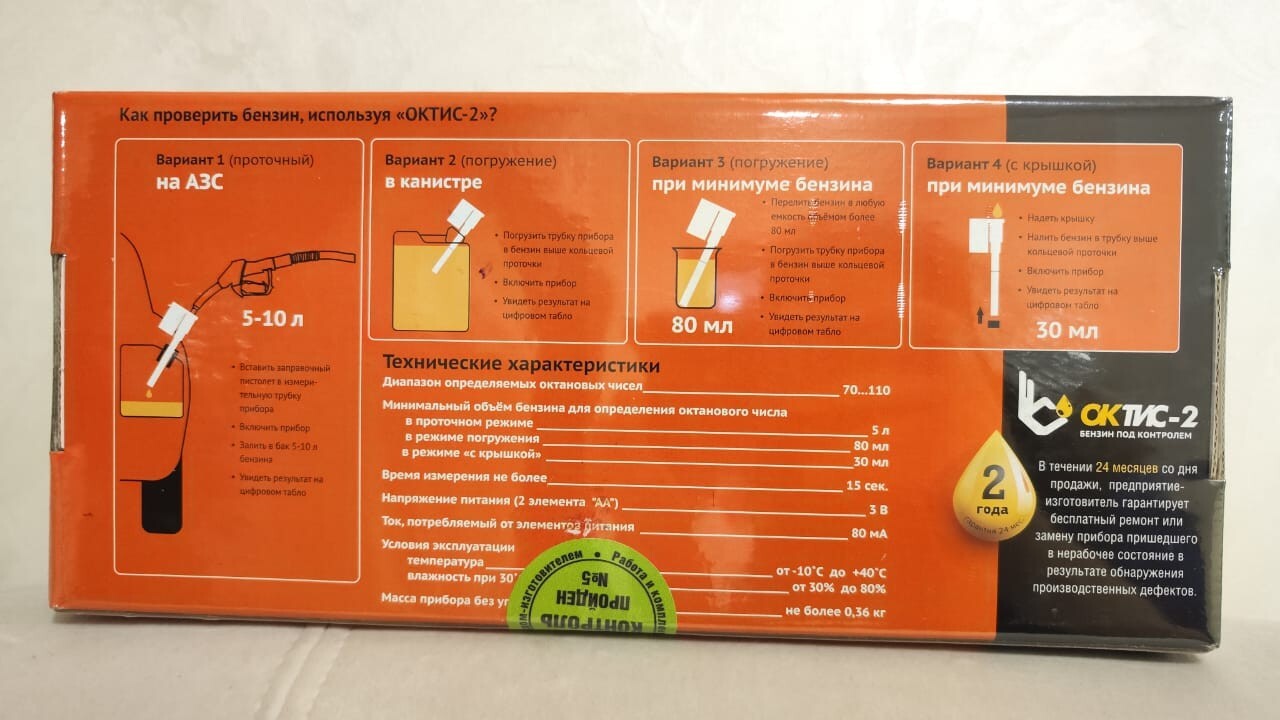 Как проверить бензин, используя «ОКТИС-2»?
Вариант 1 (проточный)
на АЗС
5-10 л
• Вставить заправочный
пистолет в измери-
тельную трубку
прибора
• Включить прибор
• Залить в бак 5-10 л
бензина
• Увидеть результат на
цифровом табло
Вариант 2 (погружение)
в канистре
• Погрузить трубку прибора
в бензин выше кольцевой
проточки
• Включить прибор
• Увидеть результат на
цифровом табло
Вариант 3 (погружение)
при минимуме бензина
• Перелить бензин в любую
емкость объёмом более
80 мл
• Погрузить трубку прибора
в бензин выше кольцевой
проточки
• Включить прибор
• Увидеть результат на
цифровом табло
80 мл
Вариант 4 (с крышкой)
при минимуме бензина
• Надеть крышку
• Налить бензин в трубку выше
кольцевой проточки
• Включить прибор
• Увидеть результат на
цифровом табло
30 мл
Технические характеристики
Диапазон определяемых октановых чисел 70...110
Минимальный объём бензина для определения октанового числа
в проточном режиме 5 л
в режиме погружения 80 мл
в режиме «с крышкой» 30 мл
Время измерения не более 15 сек.
Напряжение питания (2 элемента "АА") 3 В
Ток, потребляемый от элементов питания 80 мА
Условия эксплуатации
температура от -10˚С до +40˚С
влажность при 30˚ от 30% до 80%
Масса прибора без не более 0,36 кг
Работа и
КОНТРОЛЬ
ПРОЙДЕН
№5
ОКТИС-2
БЕНЗИН ПОД КОНТРОЛЕМ
2
года
гарантия 24 мес
В течении 24 месяцев со дня
продажи, предприятие-
изготовитель гарантирует
бесплатный ремонт или
замену прибора пришедшего
в нерабочее состояние в
результате обнаружения
производственных дефектов.